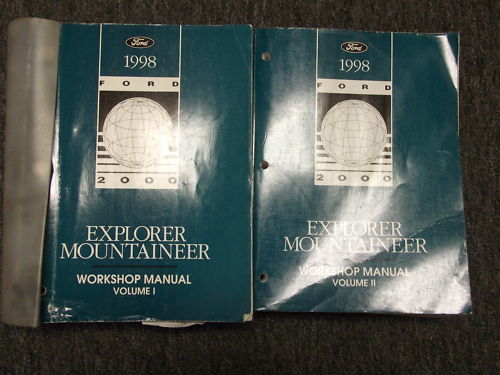 Ford
1998
FORD
2000
EXPLORER
MOUNTAINEER
WORKSHOP MANUAL
VOLUME I
Ford
1998
FORD
2000
EXPLORER
MOUNTAINEER
WORKSHOP MANUAL
VOLUME II